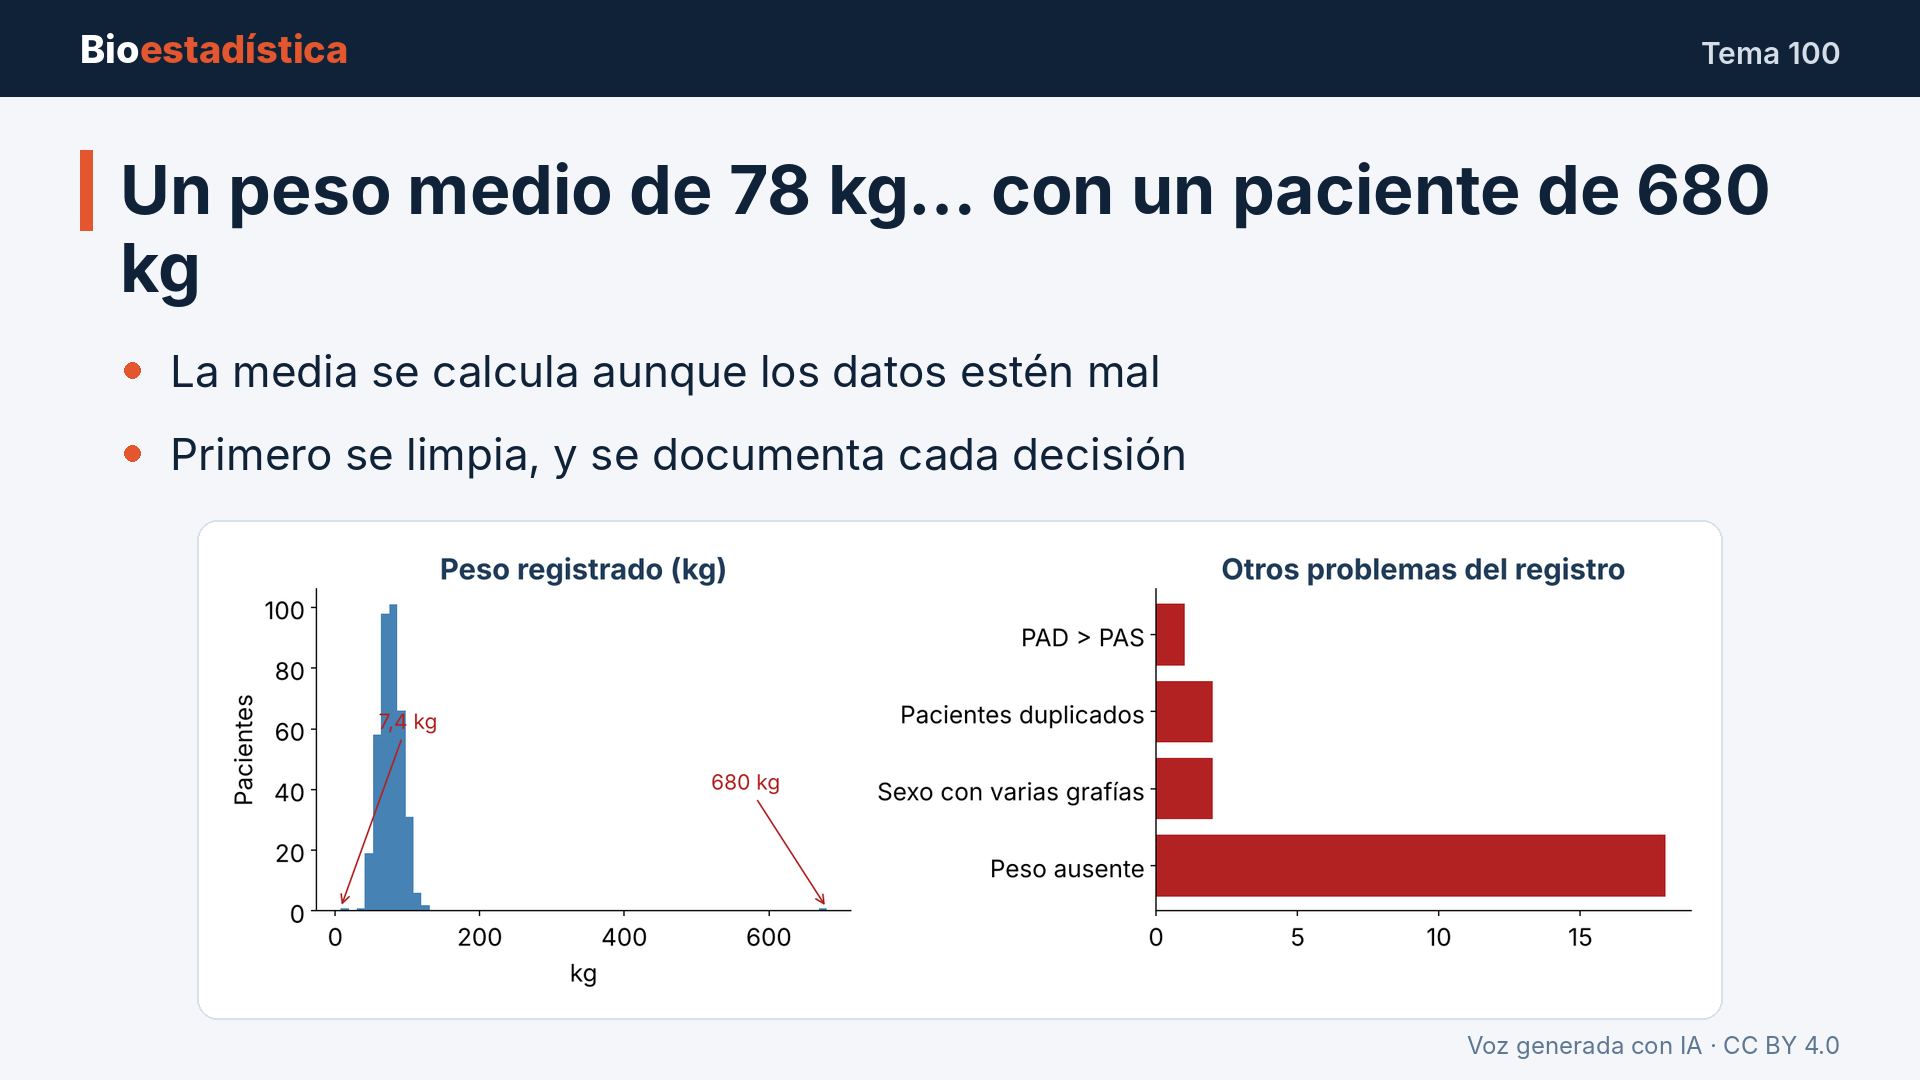 Bioestadística
Tema 100
Un peso medio de 78 kg... con un paciente de 680
kg
La media se calcula aunque los datos estén mal
Primero se limpia, y se documenta cada decisión
Peso registrado (kg)
Pacientes
100
80
60
40
20
0
7,4 kg
680 kg
0 200 400 600
kg
Otros problemas del registro
PAD > PAS
Pacientes duplicados
Sexo con varias grafías
Peso ausente
0 5 10 15
Voz generada con IA · CC BY 4.0